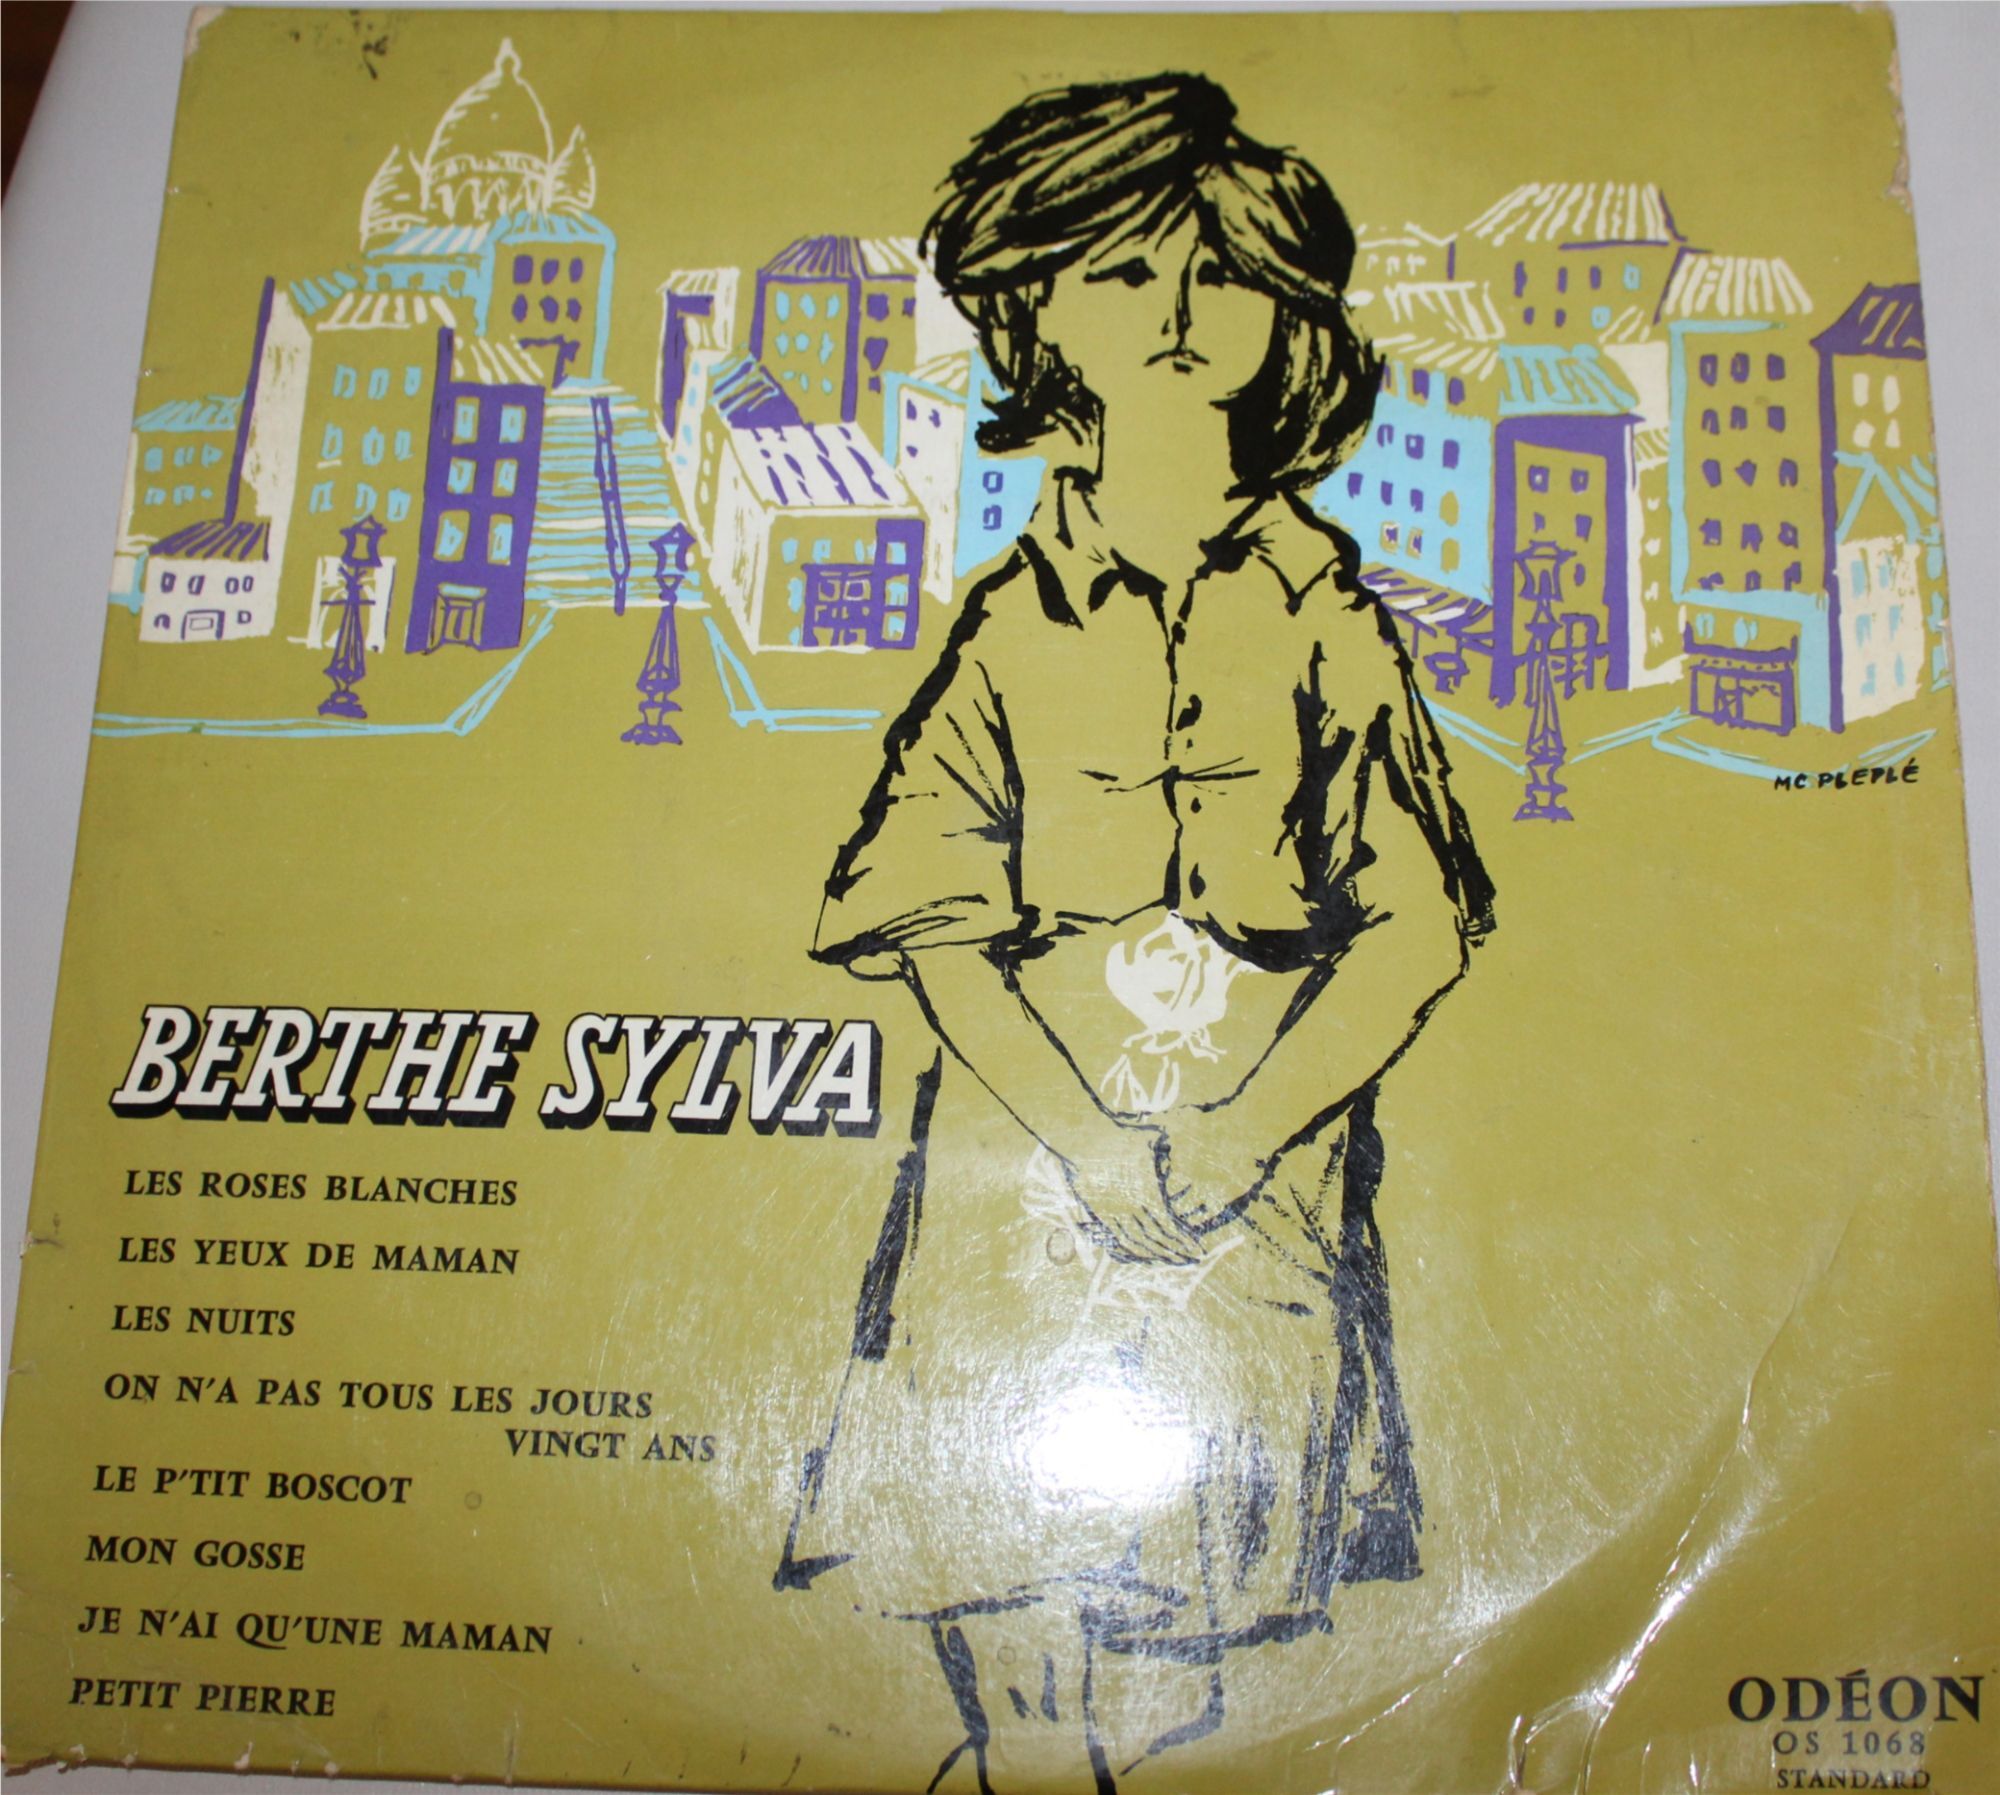 MC PLEPLÉ
BERTHE SYLVA
LES ROSES BLANCHES
LES YEUX DE MAMAN
LES NUITS
ON N'A PAS TOUS LES JOURS
VINGT ANS
LE P'TIT BOSCOT
MON GOSSE
JE N'AI QU'UNE MAMAN
PETIT PIERRE
ODÉON
OS 1068
STANDARD